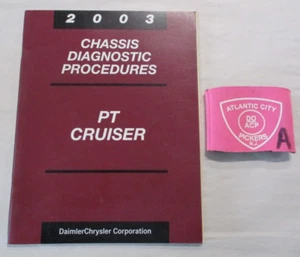 2003
CHASSIS
DIAGNOSTIC
PROCEDURES
PT
CRUISER
DaimlerChrysler Corporation
ATLANTIC CITY
DO
ACP
PICKERS
N.J.
A